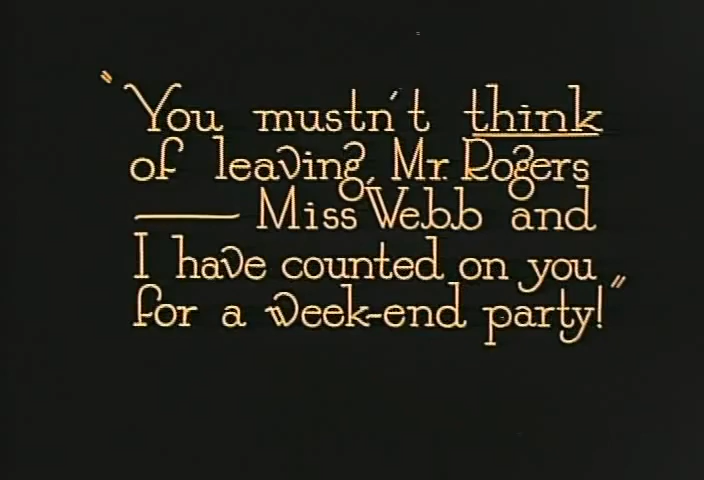 "You mustn't think
of leaving, Mr. Rogers
— Miss Webb and
I have counted on you
for a week-end party!"